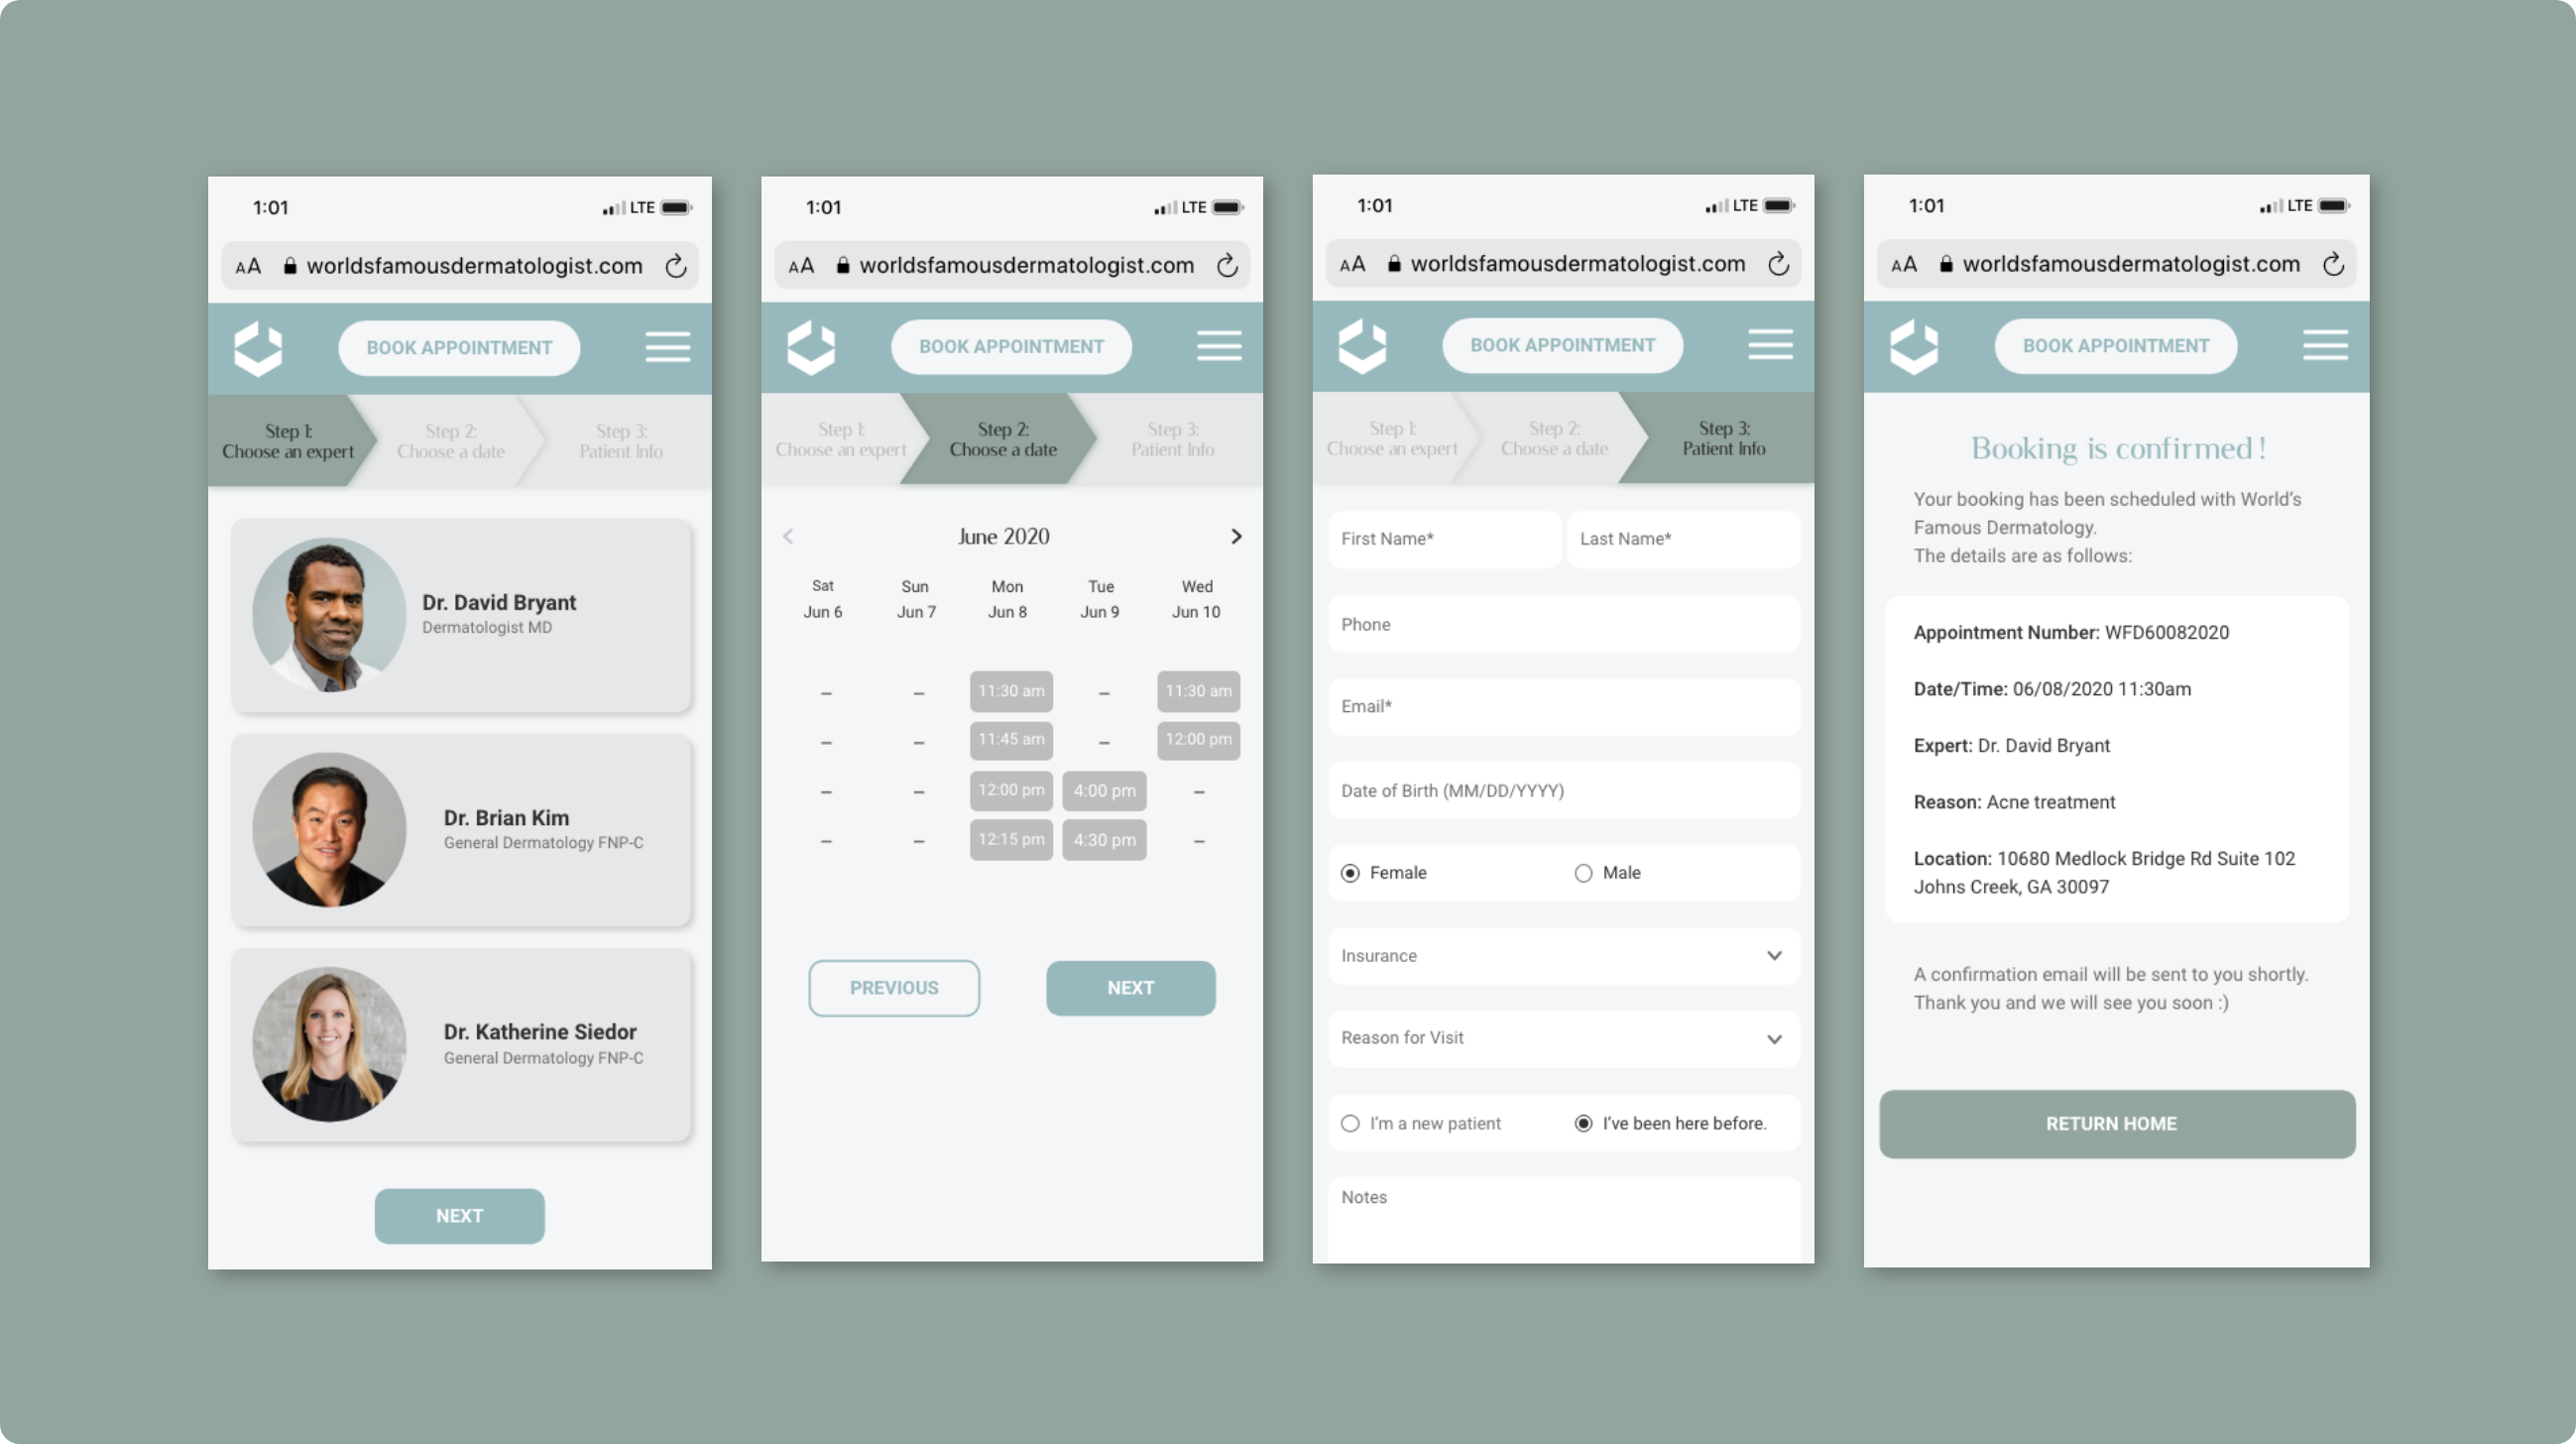 1:01
LTE
AA worldsfamousdermatologist.com
BOOK APPOINTMENT
Step 1:
Choose an expert
Step 2:
Choose a date
Step 3:
Patient Info
Dr. David Bryant
Dermatologist MD
Dr. Brian Kim
General Dermatology FNP-C
Dr. Katherine Siedor
General Dermatology FNP-C
NEXT
1:01
LTE
AA worldsfamousdermatologist.com
BOOK APPOINTMENT
Step 1:
Choose an expert
Step 2:
Choose a date
Step 3:
Patient Info
< June 2020 >
Sat Sun Mon Tue Wed
Jun 6 Jun 7 Jun 8 Jun 9 Jun 10
– – 11:30 am – 11:30 am
– – 11:45 am – 12:00 pm
– – 12:00 pm 4:00 pm –
– – 12:15 pm 4:30 pm –
PREVIOUS NEXT
1:01
LTE
AA worldsfamousdermatologist.com
BOOK APPOINTMENT
Step 1:
Choose an expert
Step 2:
Choose a date
Step 3:
Patient Info
First Name* Last Name*
Phone
Email*
Date of Birth (MM/DD/YYYY)
Female Male
Insurance
Reason for Visit
I'm a new patient I've been here before.
Notes
1:01
LTE
AA worldsfamousdermatologist.com
BOOK APPOINTMENT
Booking is confirmed !
Your booking has been scheduled with World's
Famous Dermatology.
The details are as follows:
Appointment Number: WFD60082020
Date/Time: 06/08/2020 11:30am
Expert: Dr. David Bryant
Reason: Acne treatment
Location: 10680 Medlock Bridge Rd Suite 102
Johns Creek, GA 30097
A confirmation email will be sent to you shortly.
Thank you and we will see you soon :)
RETURN HOME